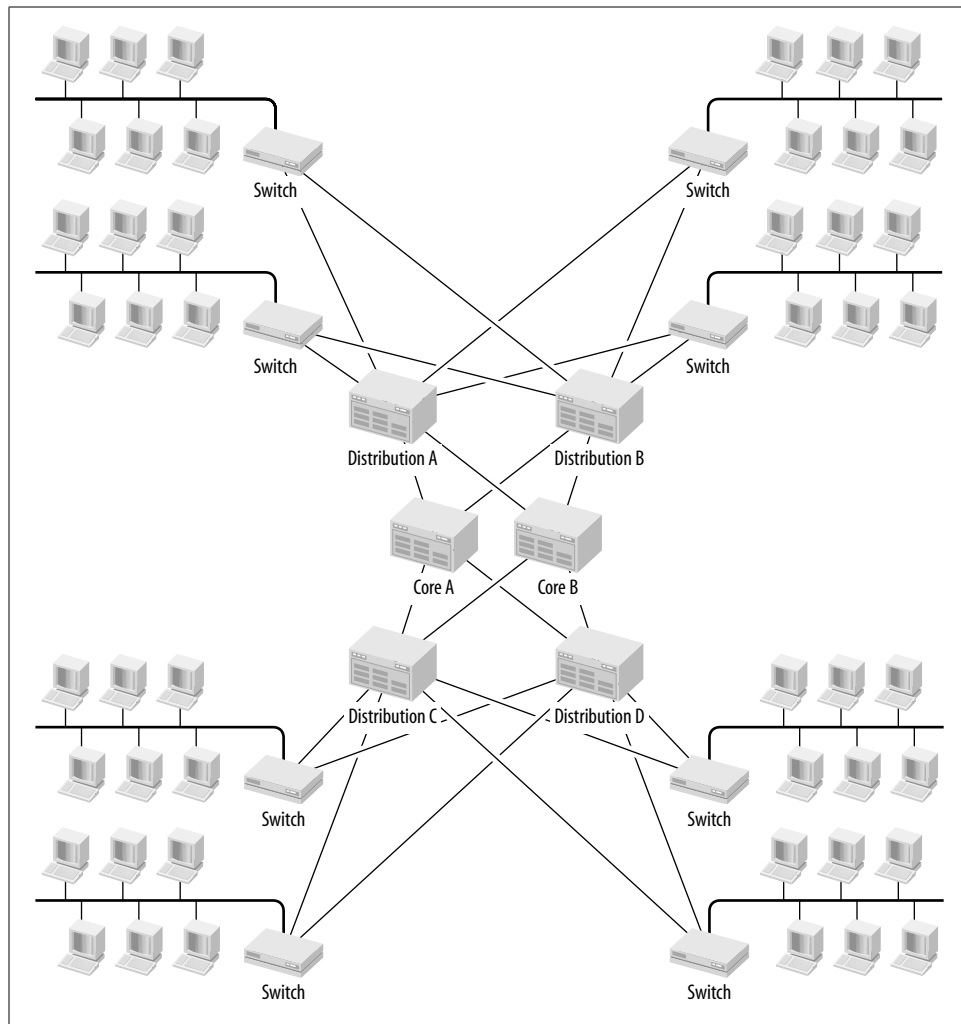 Switch
Switch
Switch
Switch
Distribution A
Distribution B
Core A
Core B
Distribution C
Distribution D
Switch
Switch
Switch
Switch